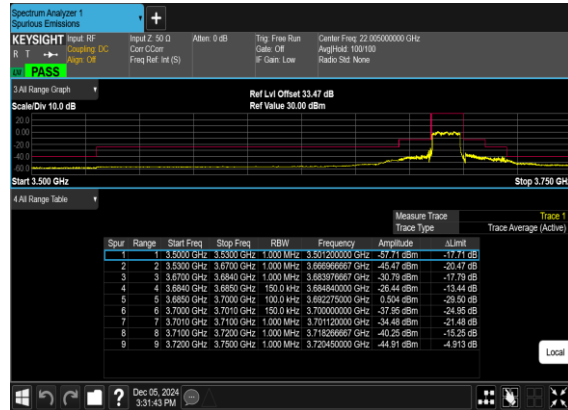 Spectrum Analyzer 1
Spurious Emissions
KEYSIGHT Input: RF Input Z: 50 Ω Atten: 0 dB Trig: Free Run Center Freq: 22.005000000 GHz
R T Coupling: DC Corr CCorr Gate: Off Avg|Hold: 100/100
Align: Off Freq Ref: Int (S) IF Gain: Low Radio Std: None
LW PASS
3 All Range Graph Ref Lvl Offset 33.47 dB
Scale/Div 10.0 dB Ref Value 30.00 dBm
20.0
0.00
-20.0
-40.0
-60.0
Start 3.500 GHz Stop 3.750 GHz
4 All Range Table
Measure Trace Trace 1
Trace Type Trace Average (Active)
Spur Range Start Freq Stop Freq RBW Frequency Amplitude ΔLimit
1 1 3.5000 GHz 3.5300 GHz 1.000 MHz 3.501200000 GHz -57.71 dBm -17.71 dB
2 2 3.5300 GHz 3.6700 GHz 1.000 MHz 3.666966667 GHz -45.47 dBm -20.47 dB
3 3 3.6700 GHz 3.6840 GHz 1.000 MHz 3.683976667 GHz -30.79 dBm -17.79 dB
4 4 3.6840 GHz 3.6850 GHz 150.0 kHz 3.684840000 GHz -26.44 dBm -13.44 dB
5 5 3.6850 GHz 3.7000 GHz 100.0 kHz 3.692275000 GHz 0.504 dBm -29.50 dB
6 6 3.7000 GHz 3.7010 GHz 150.0 kHz 3.700000000 GHz -37.95 dBm -24.95 dB
7 7 3.7010 GHz 3.7100 GHz 1.000 MHz 3.701120000 GHz -34.48 dBm -21.48 dB
8 8 3.7100 GHz 3.7200 GHz 1.000 MHz 3.718266667 GHz -40.25 dBm -15.25 dB
9 9 3.7200 GHz 3.7500 GHz 1.000 MHz 3.720450000 GHz -44.91 dBm -4.913 dB
Local
Dec 05, 2024
3:31:43 PM